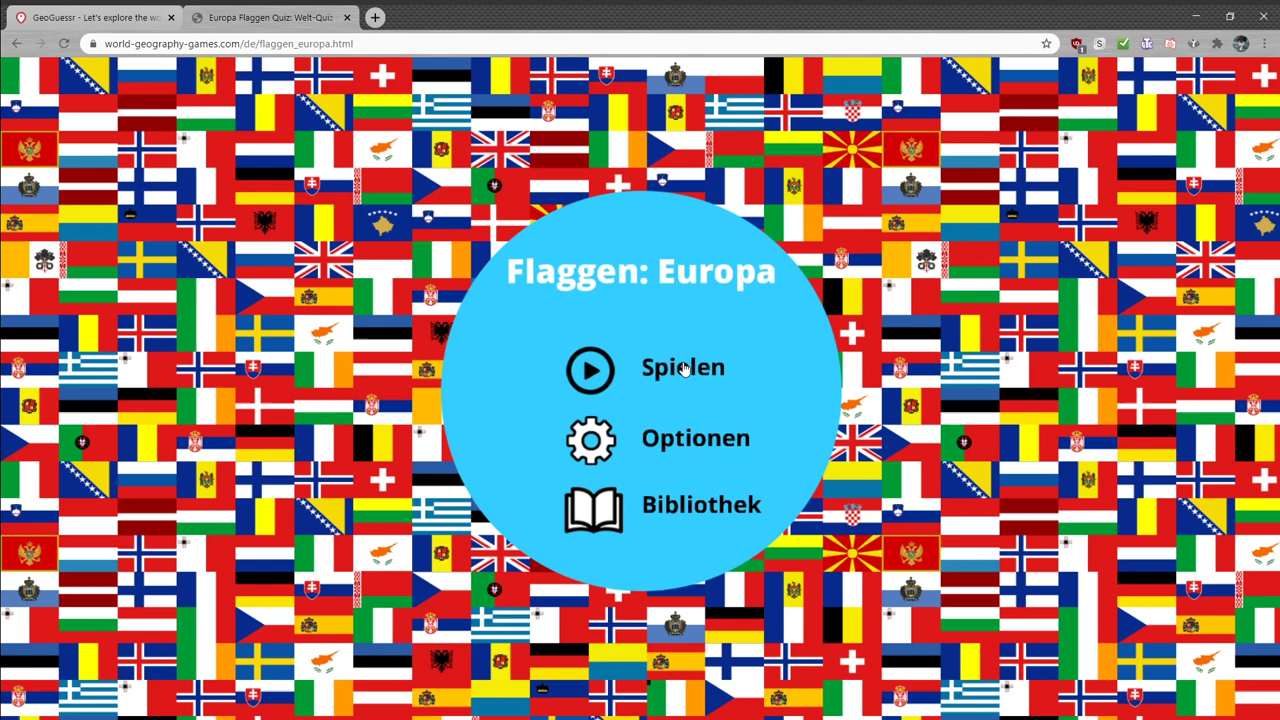 GeoGuessr - Let's explore the wo
Europa Flaggen Quiz: Welt-Quiz
world-geography-games.com/de/flaggen_europa.html
Flaggen: Europa
Spielen
Optionen
Bibliothek